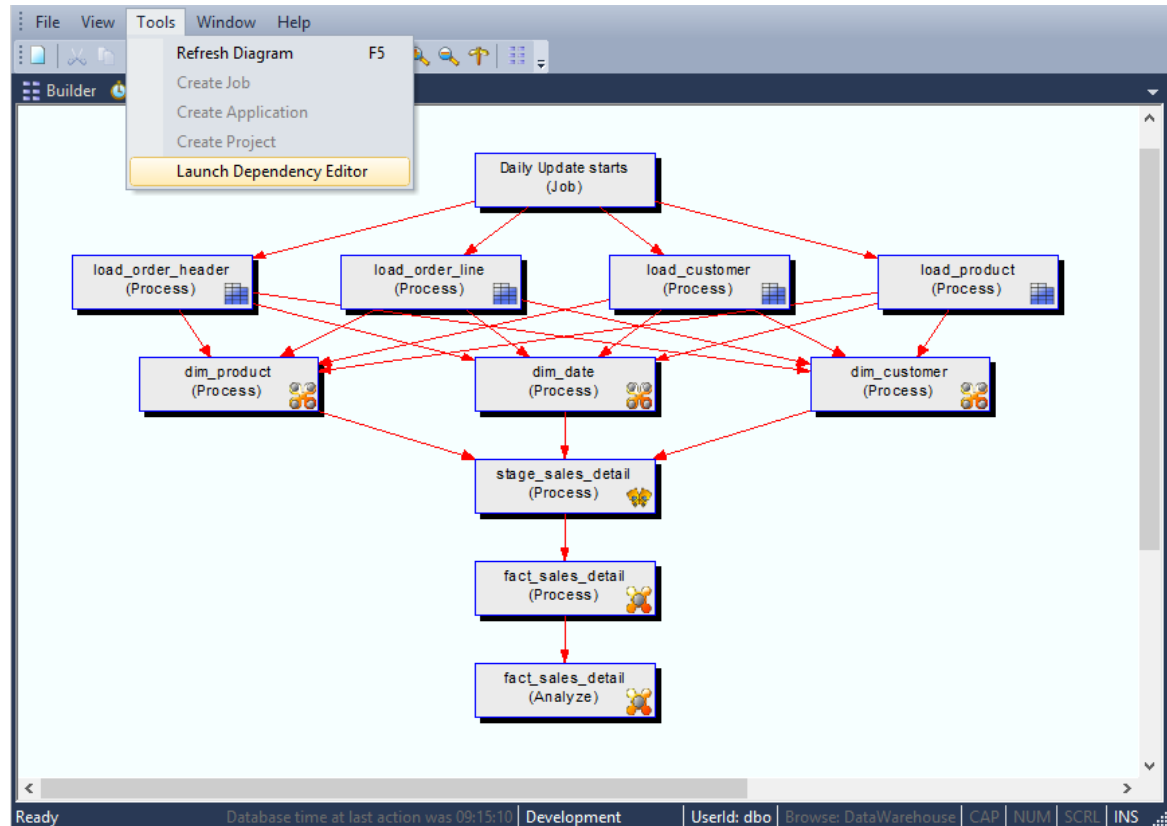 File View Tools Window Help
Refresh Diagram F5
Create Job
Create Application
Create Project
Launch Dependency Editor
Builder
Daily Update starts
(Job)
load_order_header
(Process)
load_order_line
(Process)
load_customer
(Process)
load_product
(Process)
dim_product
(Process)
dim_date
(Process)
dim_customer
(Process)
stage_sales_detail
(Process)
fact_sales_detail
(Process)
fact_sales_detail
(Analyze)
Ready Database time at last action was 09:15:10 Development UserId: dbo Browse: DataWarehouse CAP NUM SCRL INS